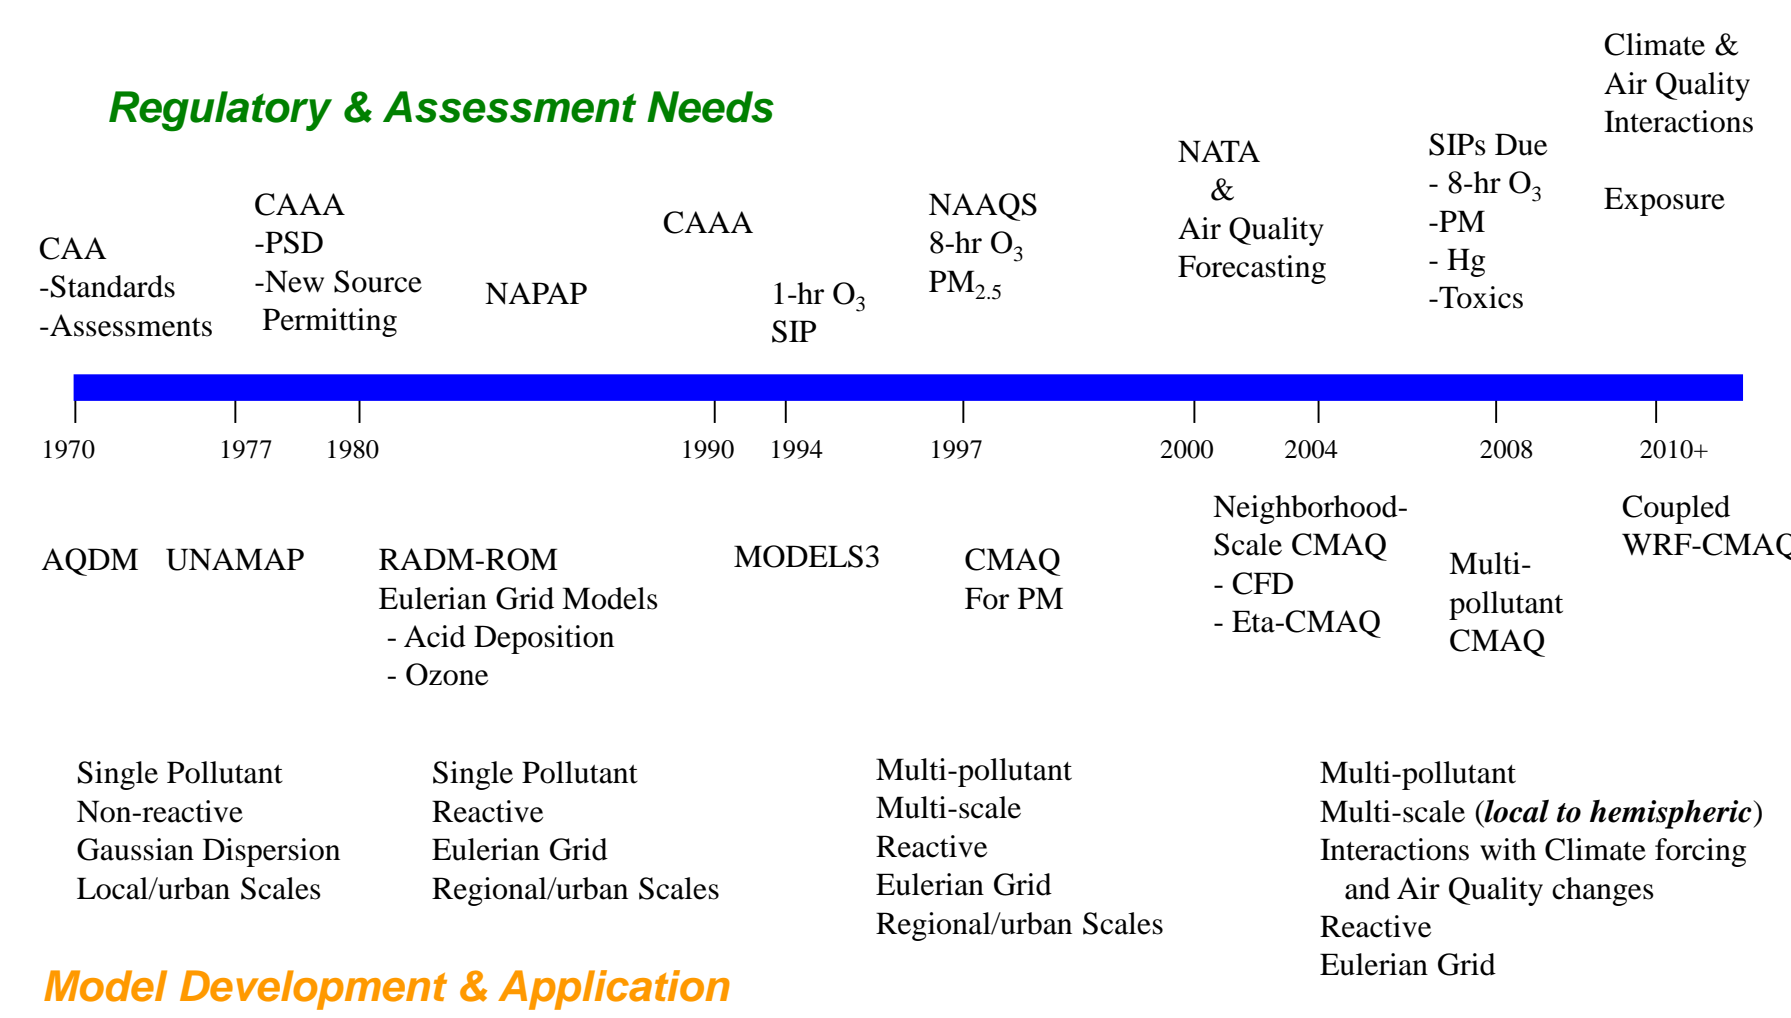 Regulatory & Assessment Needs
CAA
-Standards
-Assessments
CAAA
-PSD
-New Source
Permitting
NAPAP
CAAA
1-hr O3
SIP
NAAQS
8-hr O3
PM2.5
NATA
&
Air Quality
Forecasting
SIPs Due
- 8-hr O3
-PM
- Hg
-Toxics
Climate &
Air Quality
Interactions
Exposure
1970 1977 1980 1990 1994 1997 2000 2004 2008 2010+
AQDM
UNAMAP
RADM-ROM
Eulerian Grid Models
- Acid Deposition
- Ozone
MODELS3
CMAQ
For PM
Neighborhood-
Scale CMAQ
- CFD
- Eta-CMAQ
Multi-
pollutant
CMAQ
Coupled
WRF-CMAQ
Single Pollutant
Non-reactive
Gaussian Dispersion
Local/urban Scales
Single Pollutant
Reactive
Eulerian Grid
Regional/urban Scales
Multi-pollutant
Multi-scale
Reactive
Eulerian Grid
Regional/urban Scales
Multi-pollutant
Multi-scale (local to hemispheric)
Interactions with Climate forcing
and Air Quality changes
Reactive
Eulerian Grid
Model Development & Application